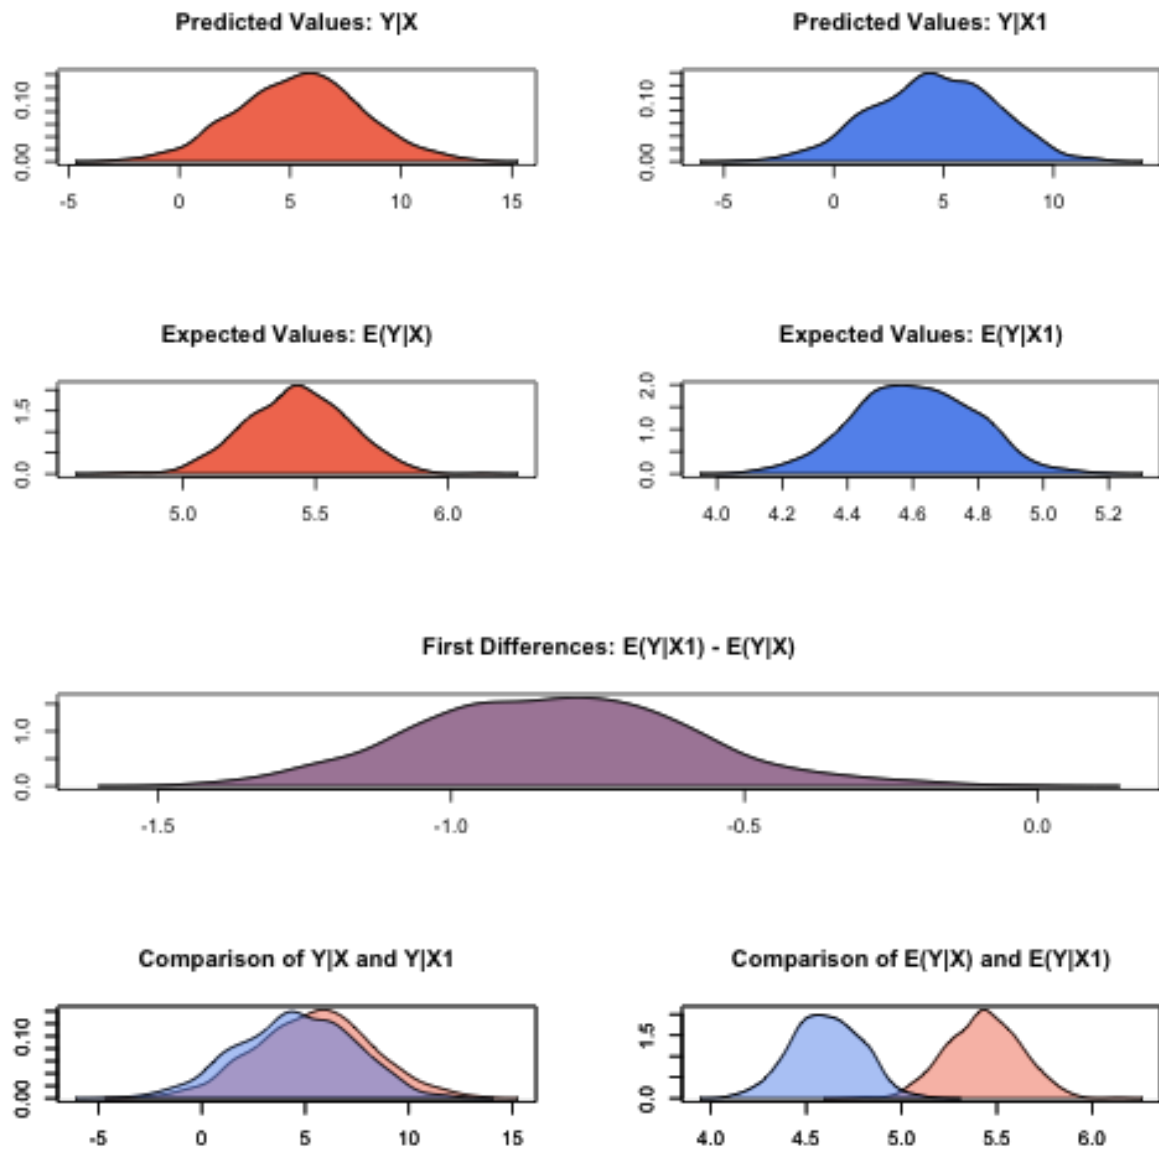 Predicted Values: Y|X
Predicted Values: Y|X1
0.00 0.10
-5 0 5 10 15
0.00 0.10
-5 0 5 10
Expected Values: E(Y|X)
Expected Values: E(Y|X1)
0.0 1.5
5.0 5.5 6.0
0.0 1.0 2.0
4.0 4.2 4.4 4.6 4.8 5.0 5.2
First Differences: E(Y|X1) - E(Y|X)
0.0 1.0
-1.5 -1.0 -0.5 0.0
Comparison of Y|X and Y|X1
Comparison of E(Y|X) and E(Y|X1)
0.00 0.10
-5 0 5 10 15
0.0 1.5
4.0 4.5 5.0 5.5 6.0